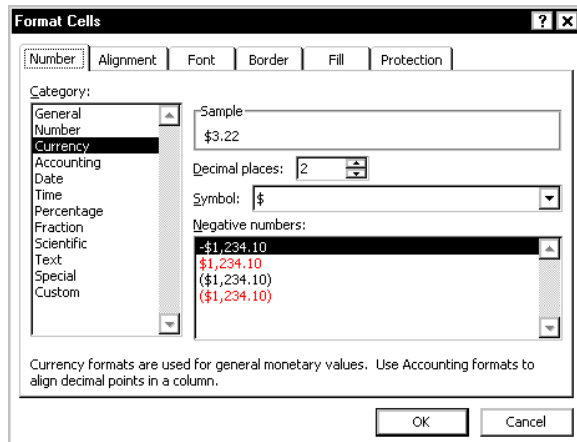 Format Cells
Number Alignment Font Border Fill Protection
Category:
General
Number
Currency
Accounting
Date
Time
Percentage
Fraction
Scientific
Text
Special
Custom
Sample
$3.22
Decimal places: 2
Symbol: $
Negative numbers:
-$1,234.10
$1,234.10
($1,234.10)
($1,234.10)
Currency formats are used for general monetary values. Use Accounting formats to
align decimal points in a column.
OK Cancel